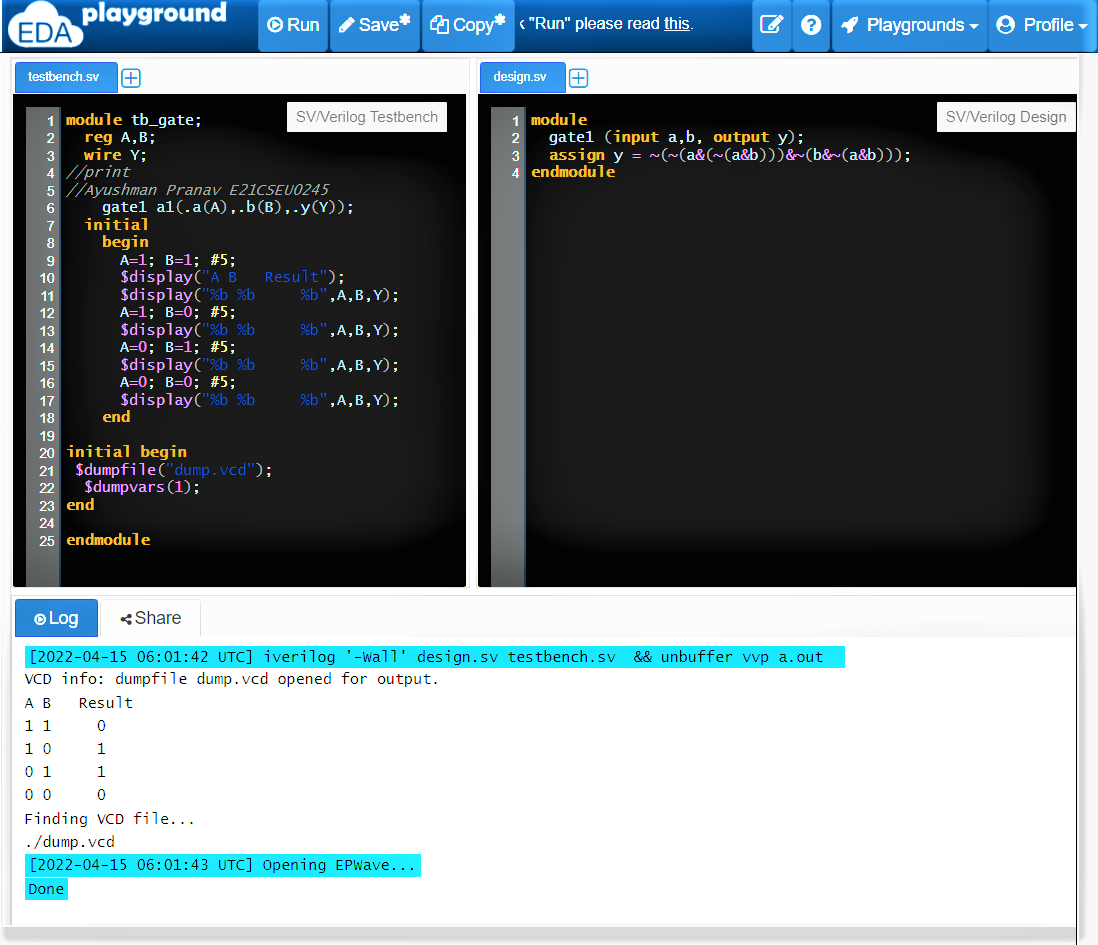 EDA playground
Run Save* Copy* ‹ "Run" please read this. Playgrounds Profile
testbench.sv
SV/Verilog Testbench
1 module tb_gate;
2 reg A,B;
3 wire Y;
4 //print
5 //Ayushman Pranav E21CSEU0245
6 gate1 a1(.a(A),.b(B),.y(Y));
7 initial
8 begin
9 A=1; B=1; #5;
10 $display("A B   Result");
11 $display("%b %b     %b",A,B,Y);
12 A=1; B=0; #5;
13 $display("%b %b     %b",A,B,Y);
14 A=0; B=1; #5;
15 $display("%b %b     %b",A,B,Y);
16 A=0; B=0; #5;
17 $display("%b %b     %b",A,B,Y);
18 end
19
20 initial begin
21 $dumpfile("dump.vcd");
22 $dumpvars(1);
23 end
24
25 endmodule
design.sv
SV/Verilog Design
1 module
2 gate1 (input a,b, output y);
3 assign y = ~(~(a&(~(a&b)))&~(b&~(a&b)));
4 endmodule
Log Share
[2022-04-15 06:01:42 UTC] iverilog '-Wall' design.sv testbench.sv  && unbuffer vvp a.out
VCD info: dumpfile dump.vcd opened for output.
A B   Result
1 1     0
1 0     1
0 1     1
0 0     0
Finding VCD file...
./dump.vcd
[2022-04-15 06:01:43 UTC] Opening EPWave...
Done